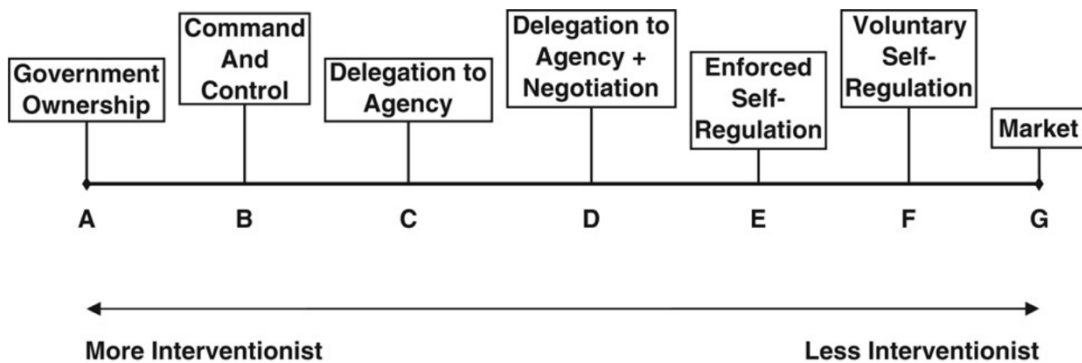 Government
Ownership
Command
And
Control
Delegation to
Agency
Delegation to
Agency +
Negotiation
Enforced
Self-
Regulation
Voluntary
Self-
Regulation
Market
A
B
C
D
E
F
G
More Interventionist
Less Interventionist